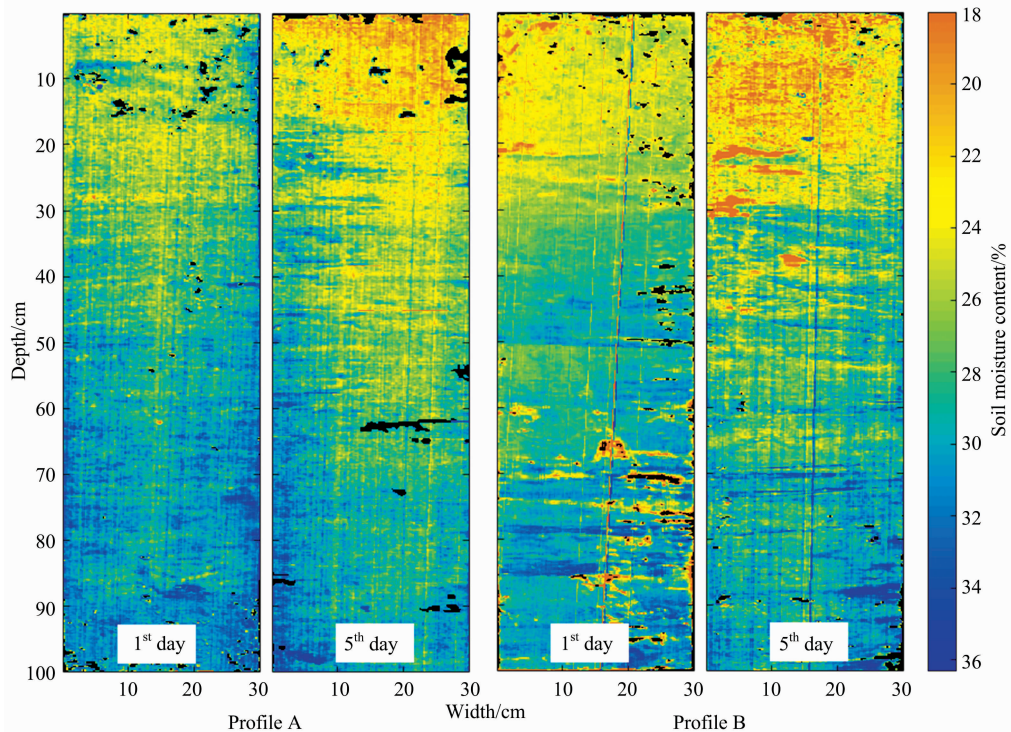 Depth/cm
10
20
30
40
50
60
70
80
90
100
1st day
5th day
1st day
5th day
10 20 30
10 20 30
10 20 30
10 20 30
Width/cm
Profile A
Profile B
18
20
22
24
26
28
30
32
34
36
Soil moisture content/%